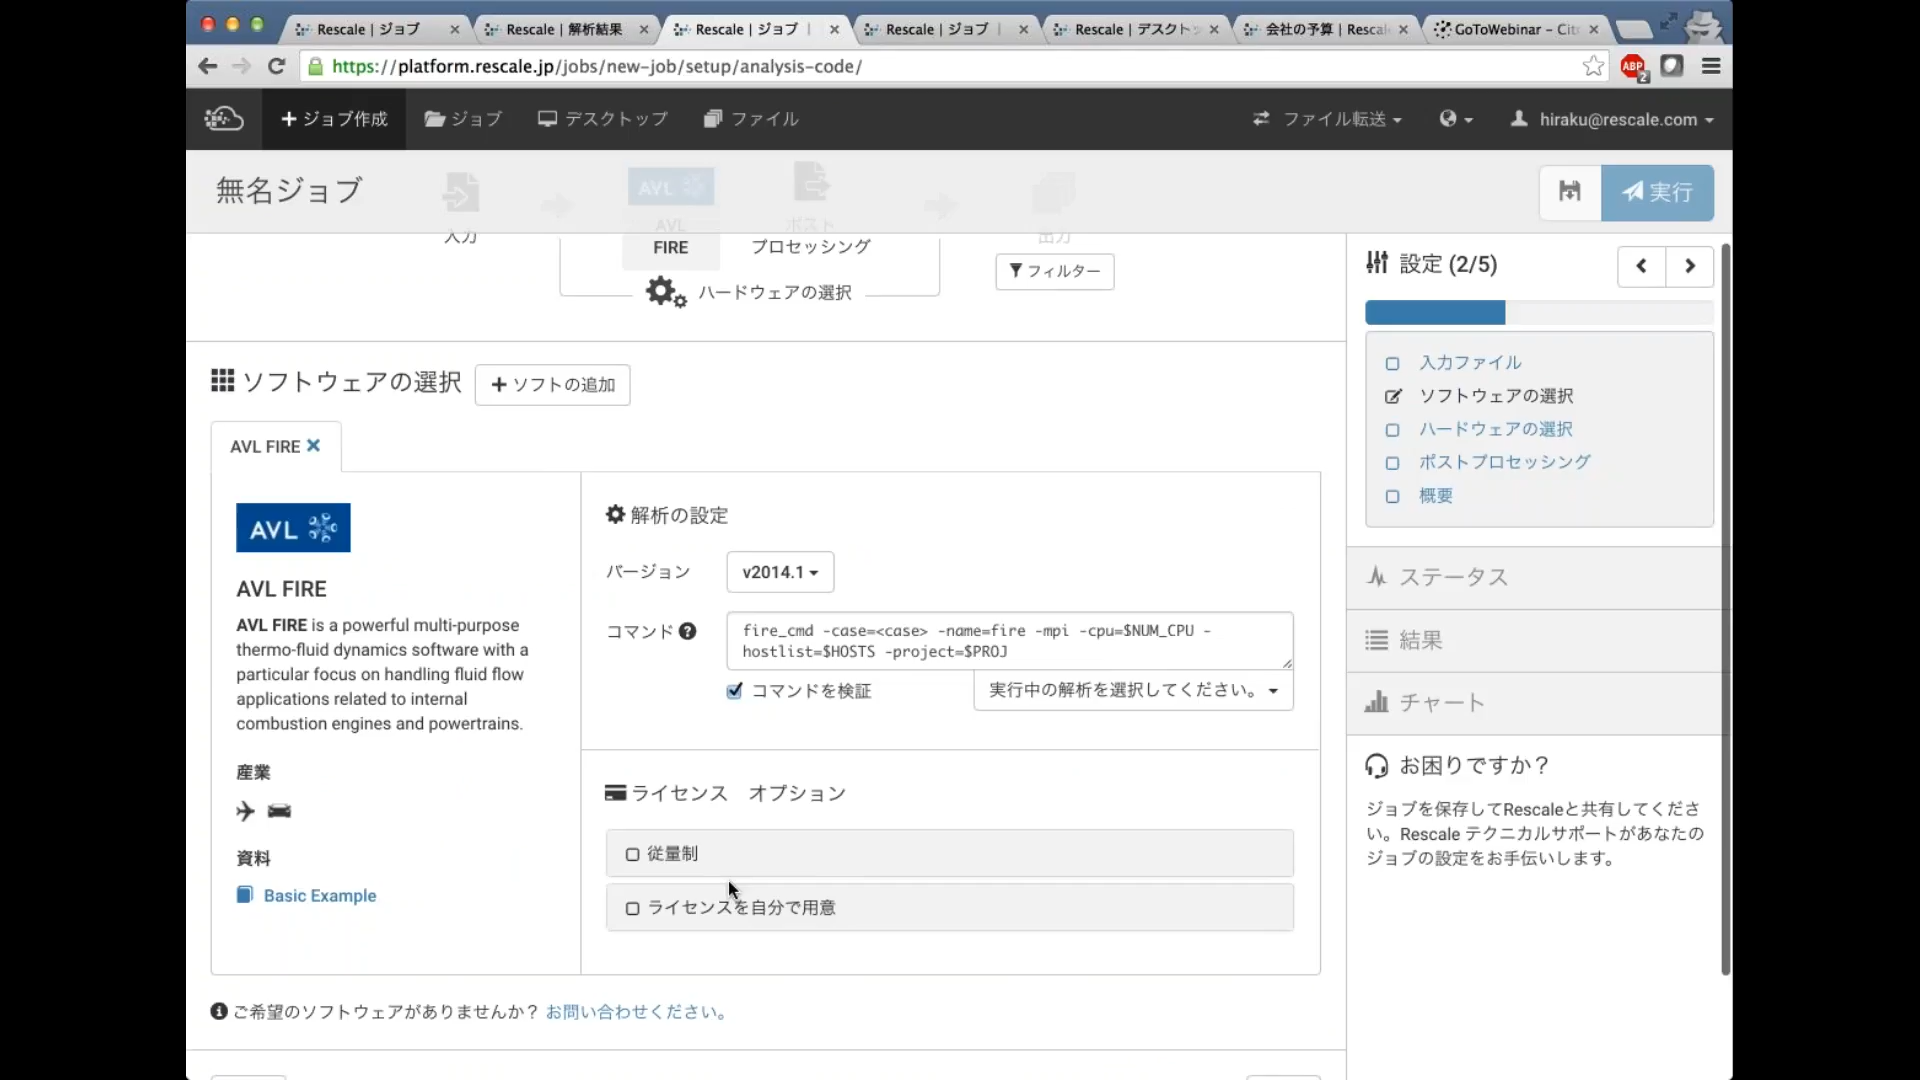 Rescale | ジョブ
Rescale | 解析結果
Rescale | ジョブ |
Rescale | ジョブ |
Rescale | デスクトッ
会社の予算 | Rescal
GoToWebinar – Cit
https://platform.rescale.jp/jobs/new-job/setup/analysis-code/
ABP
2
ジョブ作成
ジョブ
デスクトップ
ファイル
ファイル転送
hiraku@rescale.com
無名ジョブ
AVL
実行
入力
AVL
FIRE
ポスト
プロセッシング
出力
フィルター
ハードウェアの選択
設定 (2/5)
入力ファイル
ソフトウェアの選択
ハードウェアの選択
ポストプロセッシング
概要
ソフトウェアの選択
ソフトの追加
AVL FIRE
AVL
AVL FIRE
AVL FIRE is a powerful multi-purpose
thermo-fluid dynamics software with a
particular focus on handling fluid flow
applications related to internal
combustion engines and powertrains.
産業
資料
Basic Example
解析の設定
バージョン
v2014.1
コマンド
fire_cmd -case=<case> -name=fire -mpi -cpu=$NUM_CPU -
hostlist=$HOSTS -project=$PROJ
コマンドを検証
実行中の解析を選択してください。
ライセンス オプション
従量制
ライセンスを自分で用意
ステータス
結果
チャート
お困りですか？
ジョブを保存してRescaleと共有してくださ
い。Rescale テクニカルサポートがあなたの
ジョブの設定をお手伝いします。
ご希望のソフトウェアがありませんか？ お問い合わせください。